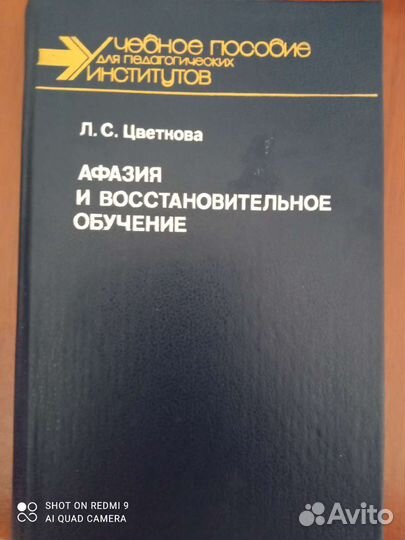 Учебное пособие
для педагогических
институтов
Л. С. Цветкова
АФАЗИЯ
И ВОССТАНОВИТЕЛЬНОЕ
ОБУЧЕНИЕ
SHOT ON REDMI 9
AI QUAD CAMERA
Avito